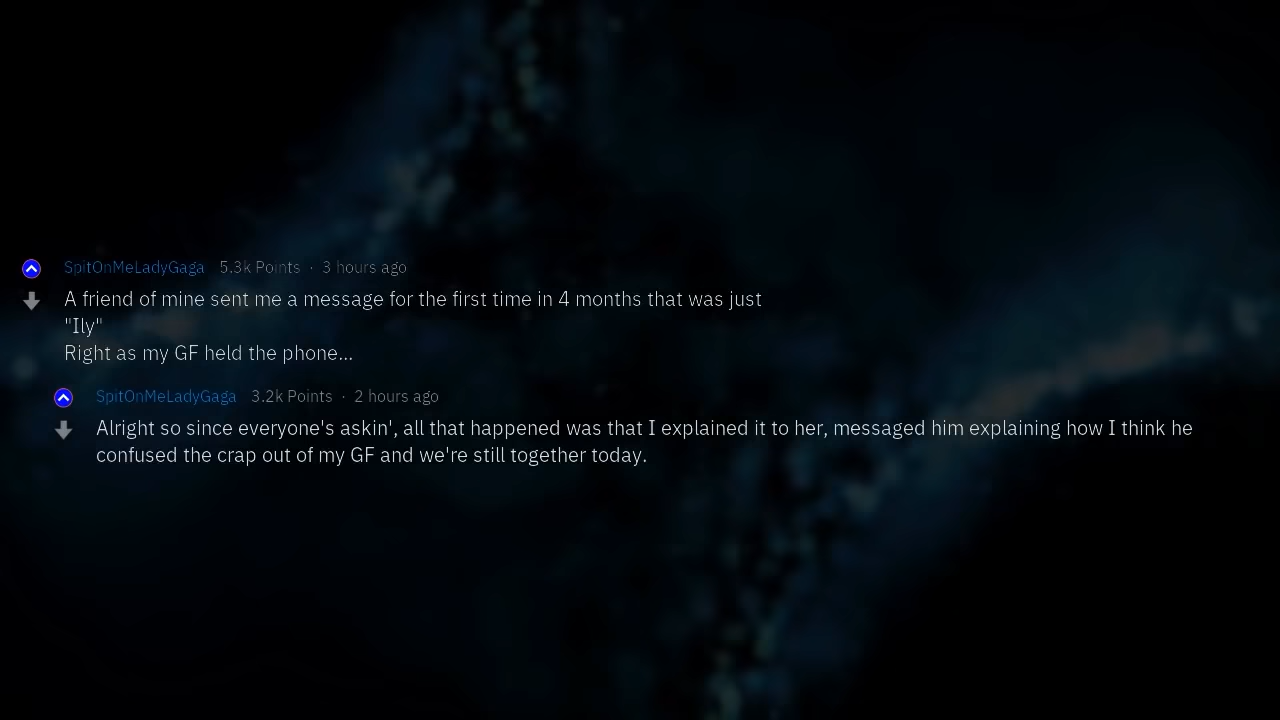 SpitOnMeLadyGaga 5.3k Points · 3 hours ago
A friend of mine sent me a message for the first time in 4 months that was just
"Ily"
Right as my GF held the phone...
SpitOnMeLadyGaga 3.2k Points · 2 hours ago
Alright so since everyone's askin', all that happened was that I explained it to her, messaged him explaining how I think he
confused the crap out of my GF and we're still together today.